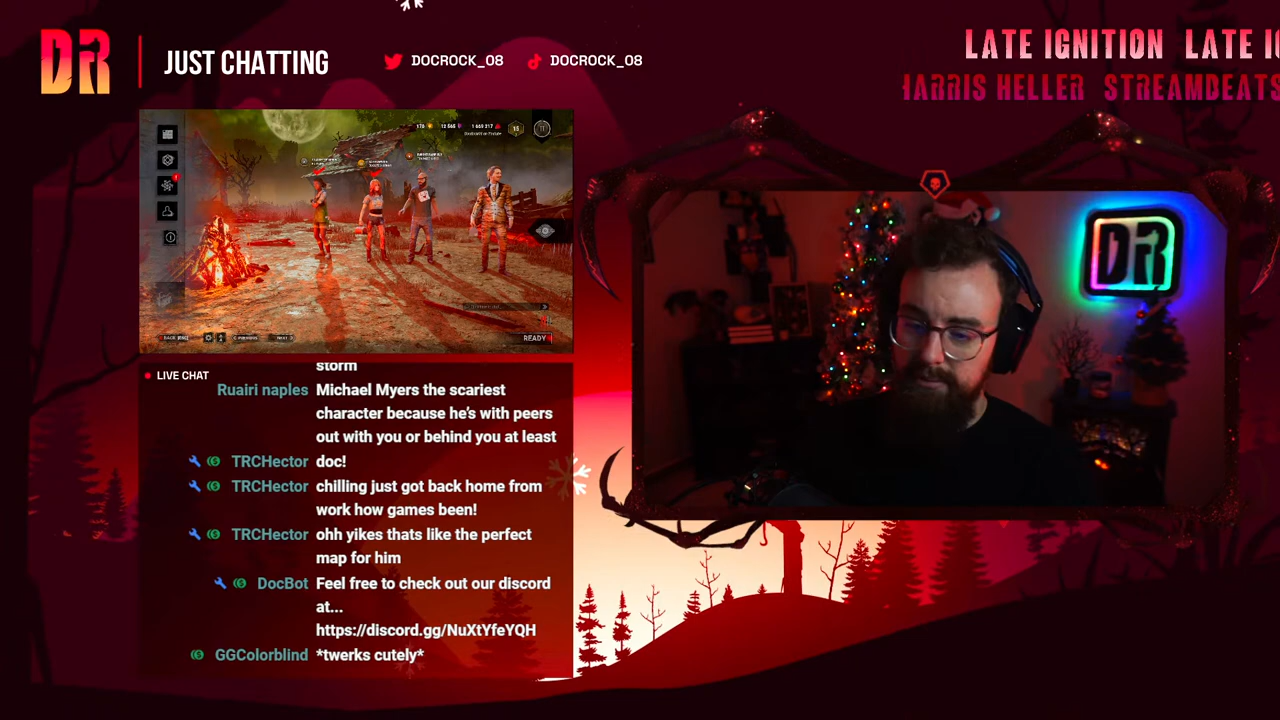 DR
JUST CHATTING
DOCROCK_08
DOCROCK_08
LATE IGNITION LATE
HARRIS HELLER STREAMDEATS
15
READY
LIVE CHAT
storm
Ruairi naples Michael Myers the scariest
character because he's with peers
out with you or behind you at least
TRCHector doc!
TRCHector chilling just got back home from
work how games been!
TRCHector ohh yikes thats like the perfect
map for him
DocBot Feel free to check out our discord
at...
https://discord.gg/NuXtYfeYQH
GGColorblind *twerks cutely*
DR